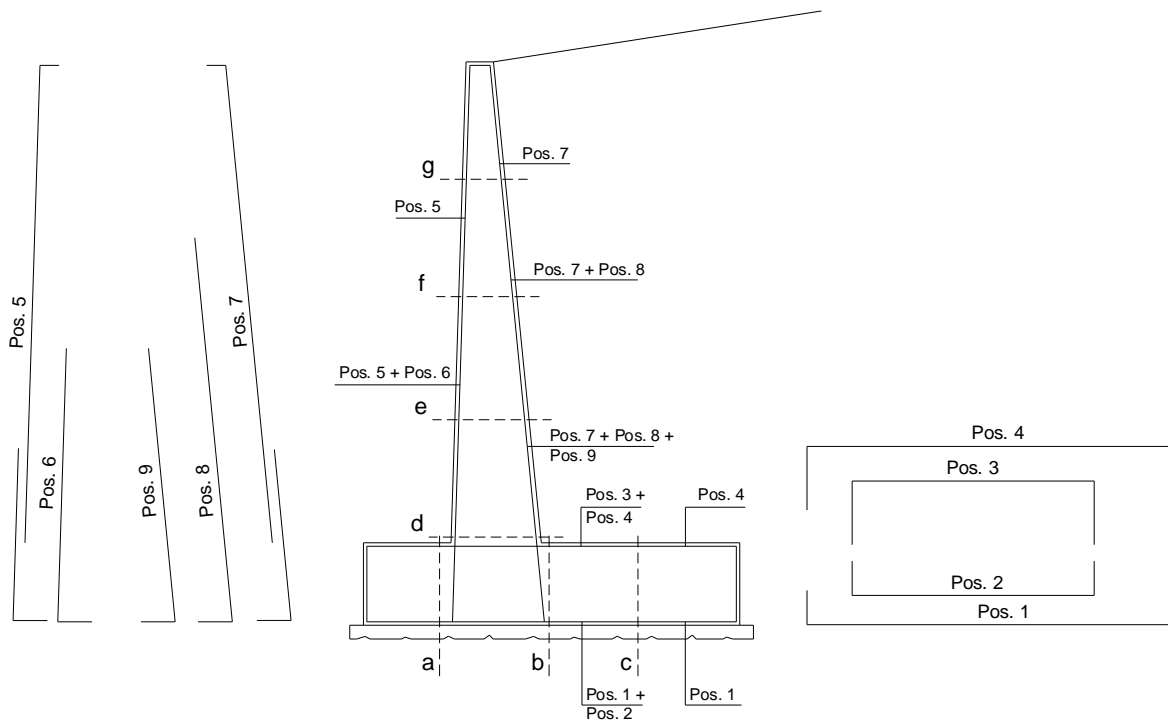 Pos. 7
g
Pos. 5
Pos. 7 + Pos. 8
f
Pos. 5
Pos. 7
Pos. 5 + Pos. 6
e
Pos. 7 + Pos. 8 +
Pos. 9
Pos. 4
Pos. 3
Pos. 6
Pos. 9
Pos. 8
Pos. 3 +
Pos. 4
Pos. 4
d
Pos. 2
Pos. 1
a
b
c
Pos. 1 +
Pos. 2
Pos. 1